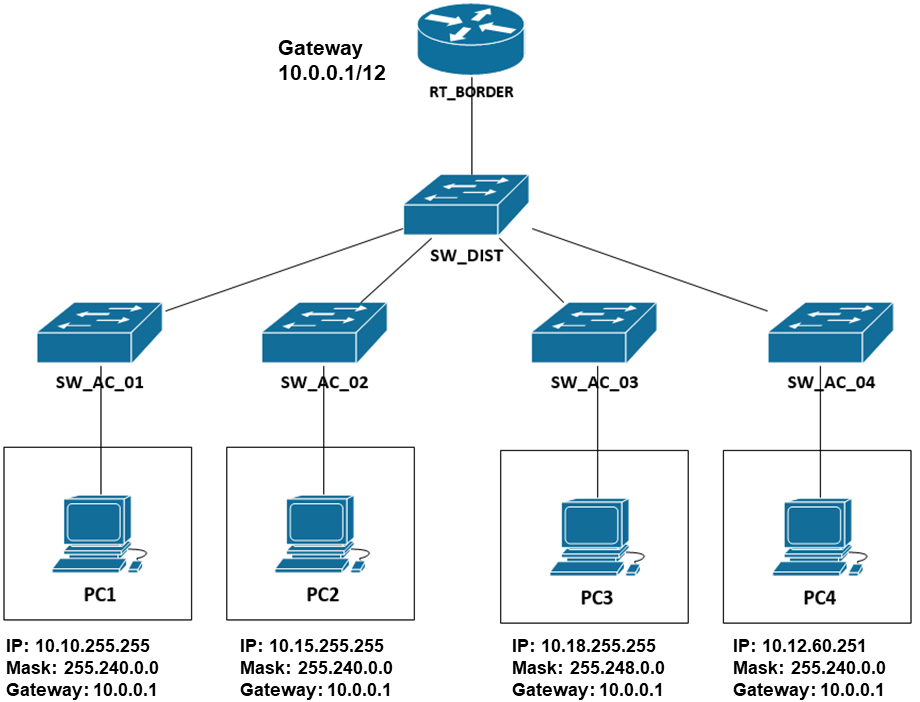 Gateway
10.0.0.1/12
RT_BORDER
SW_DIST
SW_AC_01
SW_AC_02
SW_AC_03
SW_AC_04
PC1
PC2
PC3
PC4
IP: 10.10.255.255
Mask: 255.240.0.0
Gateway: 10.0.0.1
IP: 10.15.255.255
Mask: 255.240.0.0
Gateway: 10.0.0.1
IP: 10.18.255.255
Mask: 255.248.0.0
Gateway: 10.0.0.1
IP: 10.12.60.251
Mask: 255.240.0.0
Gateway: 10.0.0.1